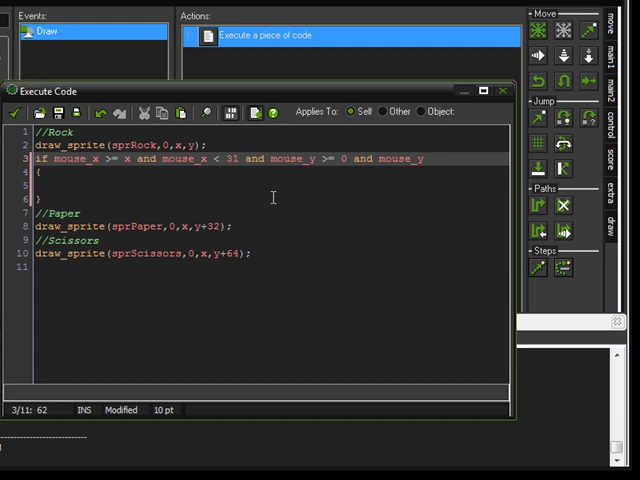 Events:
Actions:
Move
Draw
Execute a piece of code
move
main1
main2
control
score
extra
draw
Jump
Paths
Steps
Execute Code
Applies To: Self Other Object:
1 //Rock
2 draw_sprite(sprRock,0,x,y);
3 if mouse_x >= x and mouse_x < 31 and mouse_y >= 0 and mouse_y
4 {
5
6 }
7 //Paper
8 draw_sprite(sprPaper,0,x,y+32);
9 //Scissors
10 draw_sprite(sprScissors,0,x,y+64);
11
3/11: 62 INS Modified 10 pt